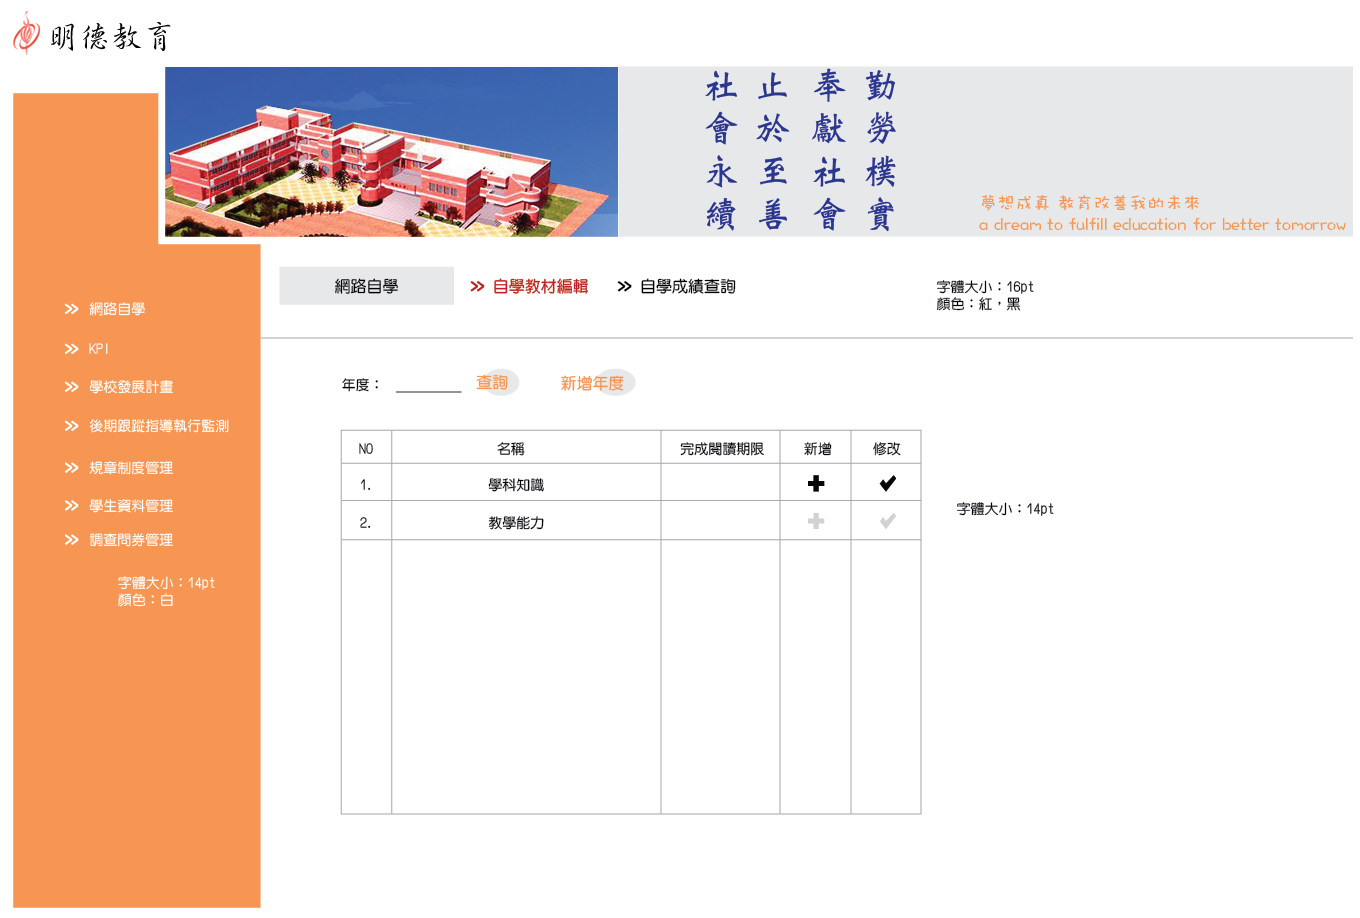 明德教育
勤勞樸實
奉獻社會
止於至善
社會永續
夢想成真 教育改善我的未來
a dream to fulfill education for better tomorrow
網路自學
自學教材編輯
自學成績查詢
字體大小：16pt
顏色：紅，黑
網路自學
KPI
學校發展計畫
後期跟蹤指導執行監測
規章制度管理
學生資料管理
調查問券管理
字體大小：14pt
顏色：白
年度：
查詢
新增年度
NO 名稱 完成閱讀期限 新增 修改
1. 學科知識
2. 教學能力
字體大小：14pt